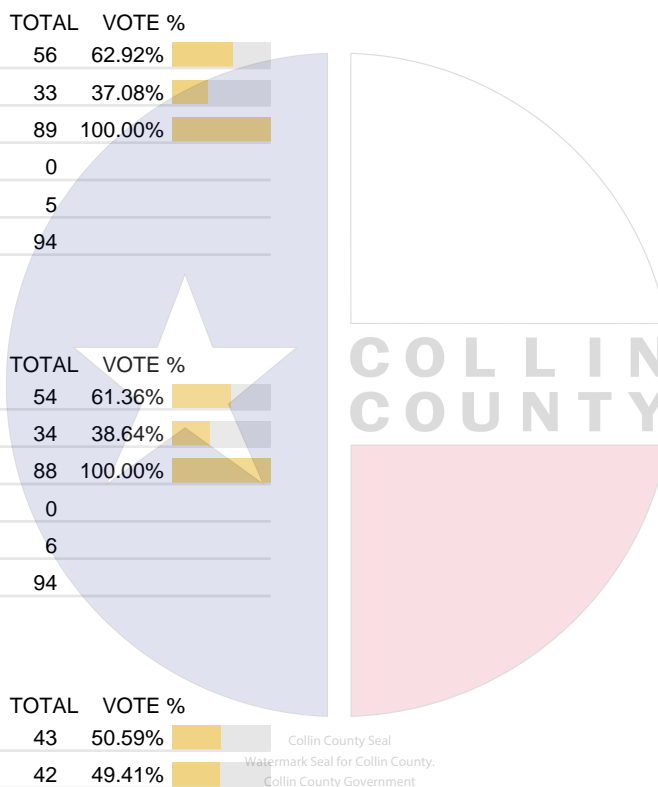 TOTAL VOTE %
56 62.92%
33 37.08%
89 100.00%
0
5
94
TOTAL VOTE %
54 61.36%
34 38.64%
88 100.00%
0
6
94
COLLIN
COUNTY
TOTAL VOTE %
43 50.59%
42 49.41%
Collin County Seal
Watermark Seal for Collin County.
Collin County Government